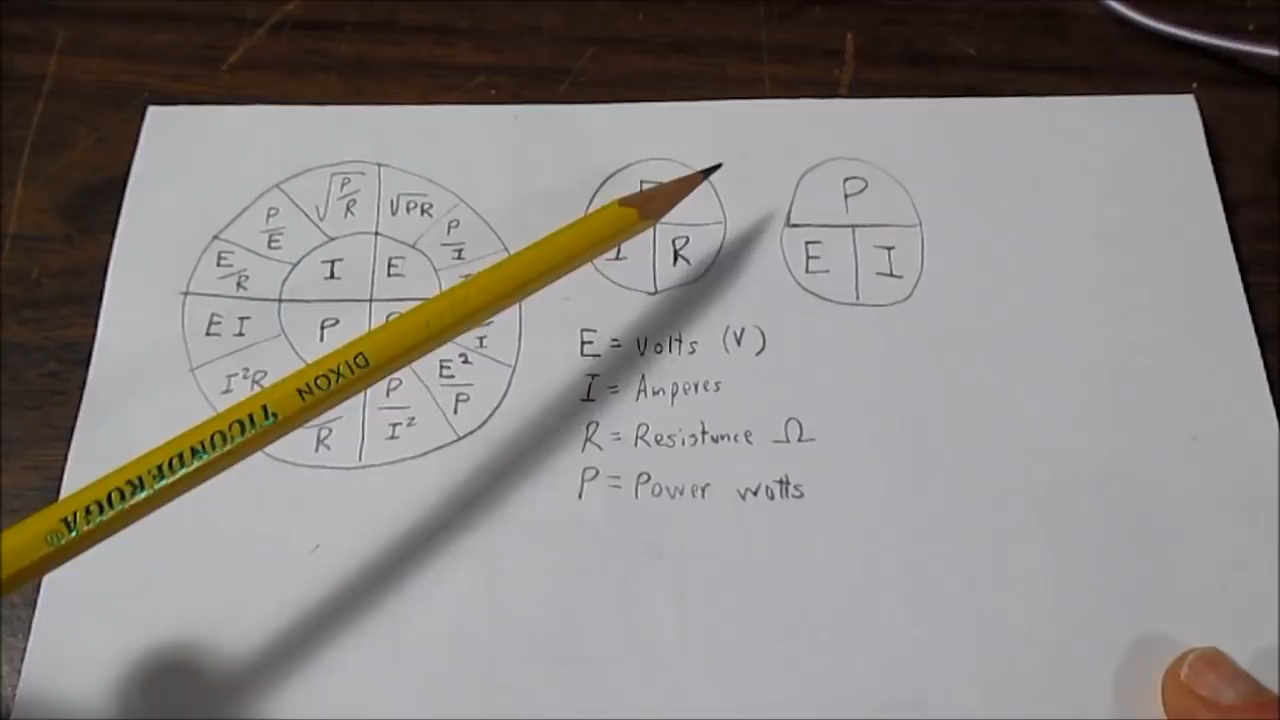 √P/R
√PR
P/E
P/I
E/R
I
E
EI
P
I
I²R
E²/P
R
P/I²
I
R
P
E
I
E = Volts (V)
I = Amperes
R = Resistance Ω
P = Power watts
DIXON TICONDEROGA®